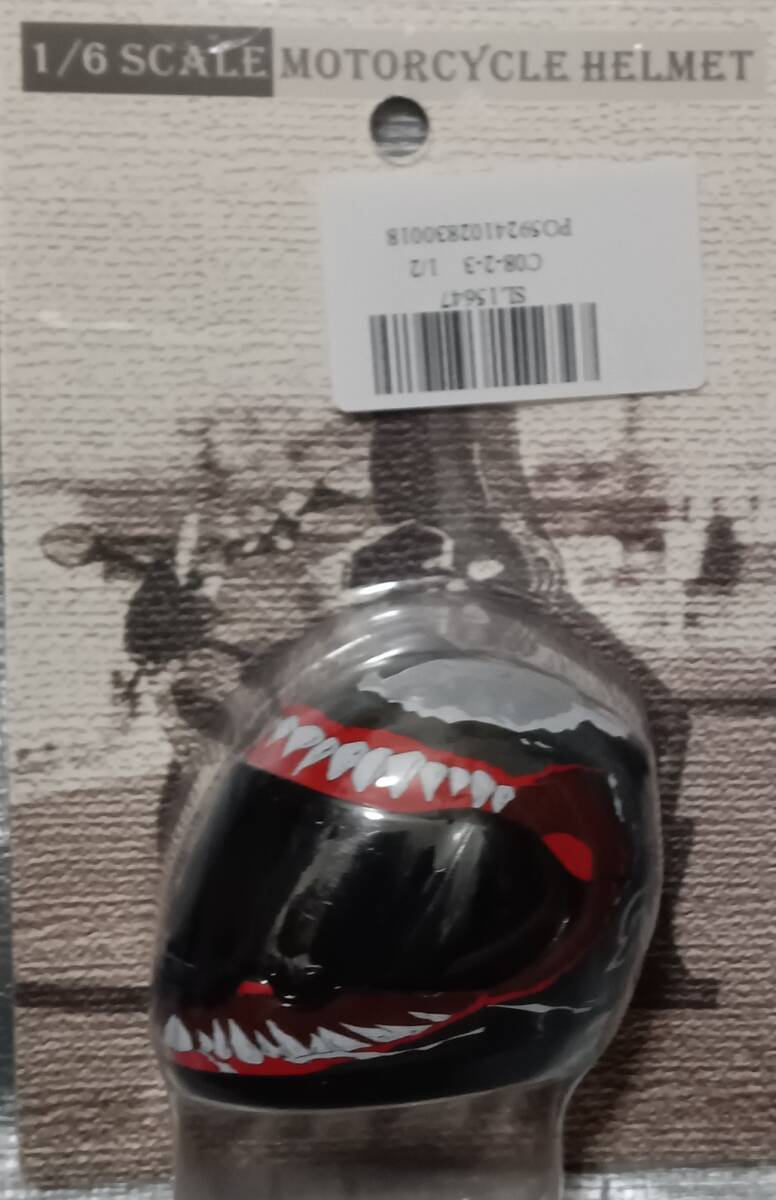 1/6 SCALE MOTORCYCLE HELMET
PO5924102830018
C08-2-3 1/2
SL15647